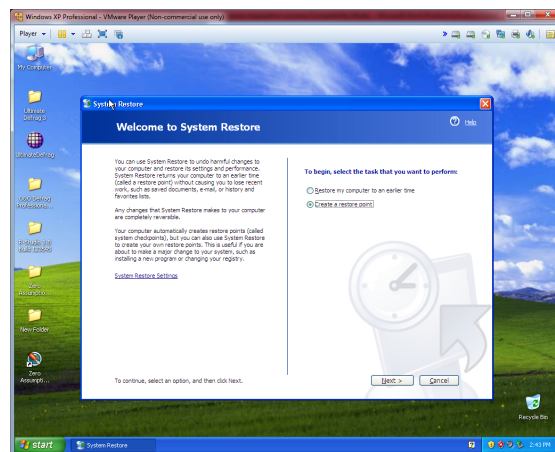 Windows XP Professional - VMware Player (Non-commercial use only)
Player
My Computer
Ultimate
Defrag 3
UltimateDefrag
O&O Defrag
Professiona...
Zero
Assumptio...
New Folder
Zero
Assumpti...
System Restore
Welcome to System Restore
Help
You can use System Restore to undo harmful changes to
your computer and restore its settings and performance.
System Restore returns your computer to an earlier time
(called a restore point) without causing you to lose recent
work, such as saved documents, e-mail, or history and
favorites lists.
Any changes that System Restore makes to your computer
are completely reversible.
Your computer automatically creates restore points (called
system checkpoints), but you can also use System Restore
to create your own restore points. This is useful if you are
about to make a major change to your system, such as
installing a new program or changing your registry.
System Restore Settings
To begin, select the task that you want to perform:
Restore my computer to an earlier time
Create a restore point
To continue, select an option, and then click Next.
Next >
Cancel
Recycle Bin
start
System Restore
2:43 PM